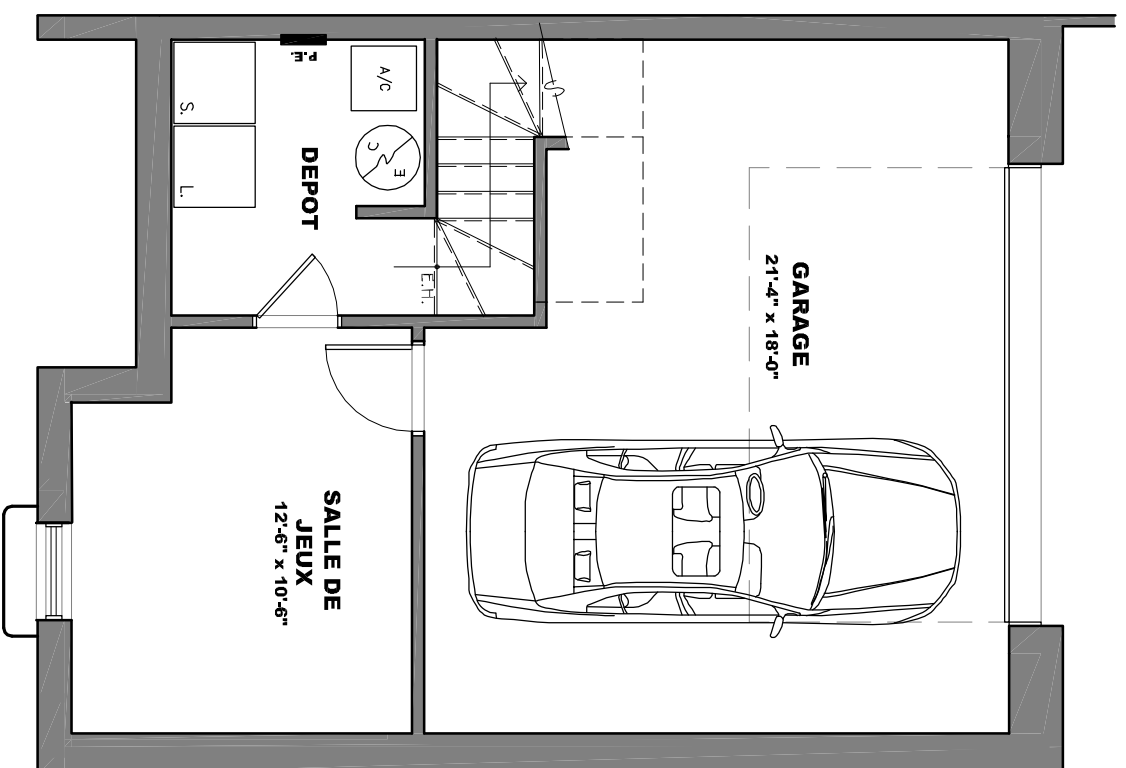 P.E.
A/C
S.
C
E
L.
DEPOT
S
E.H.
GARAGE
21'-4" x 18'-0"
SALLE DE
JEUX
12'-6" x 10'-6"